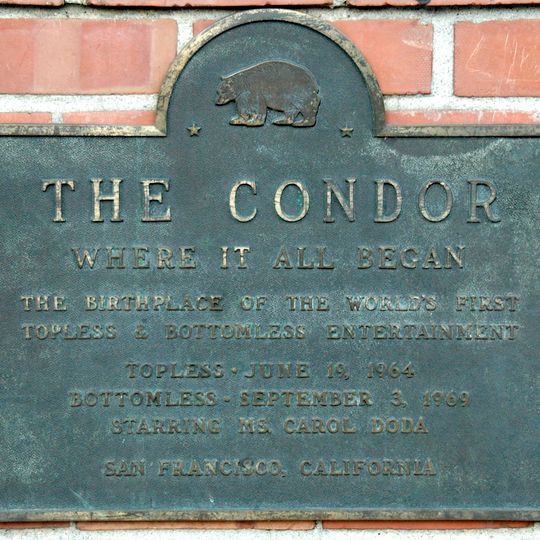 THE CONDOR
WHERE IT ALL BEGAN
THE BIRTHPLACE OF THE WORLD'S FIRST
TOPLESS & BOTTOMLESS ENTERTAINMENT
TOPLESS · JUNE 19, 1964
BOTTOMLESS · SEPTEMBER 3, 1969
STARRING MS. CAROL DODA
SAN FRANCISCO, CALIFORNIA